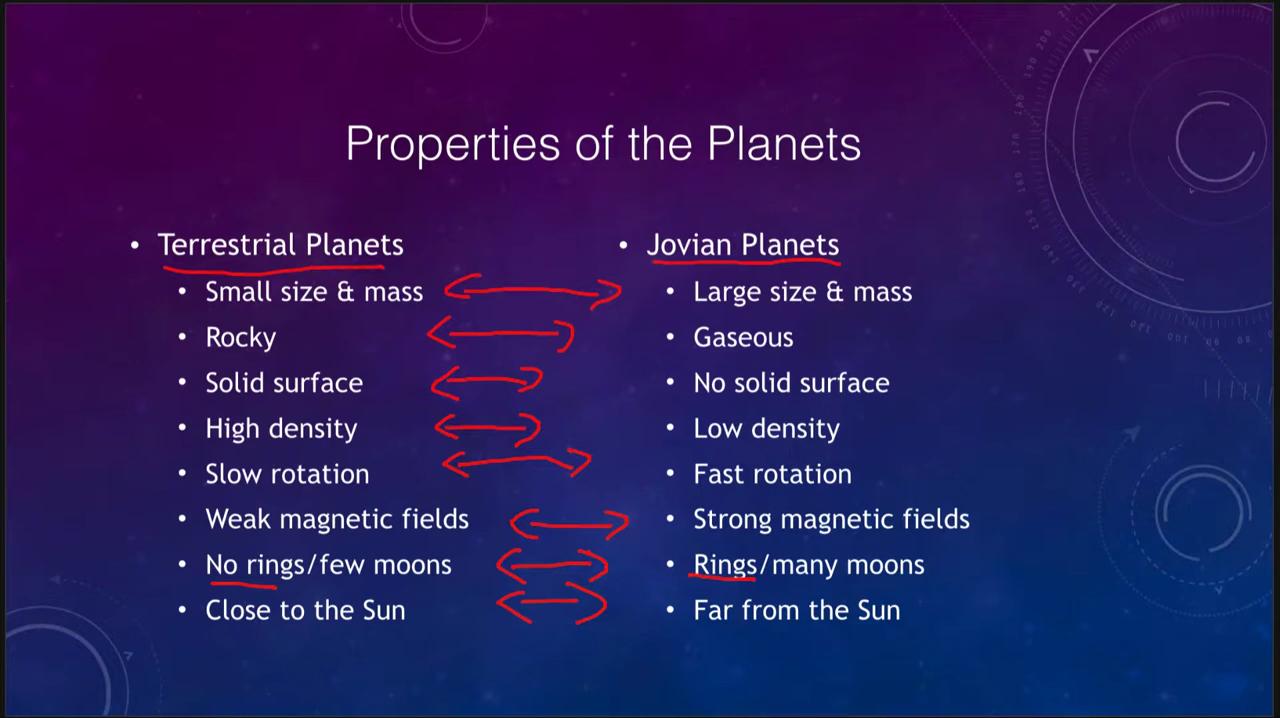 Properties of the Planets
• Terrestrial Planets
• Small size & mass
• Rocky
• Solid surface
• High density
• Slow rotation
• Weak magnetic fields
• No rings/few moons
• Close to the Sun
• Jovian Planets
• Large size & mass
• Gaseous
• No solid surface
• Low density
• Fast rotation
• Strong magnetic fields
• Rings/many moons
• Far from the Sun